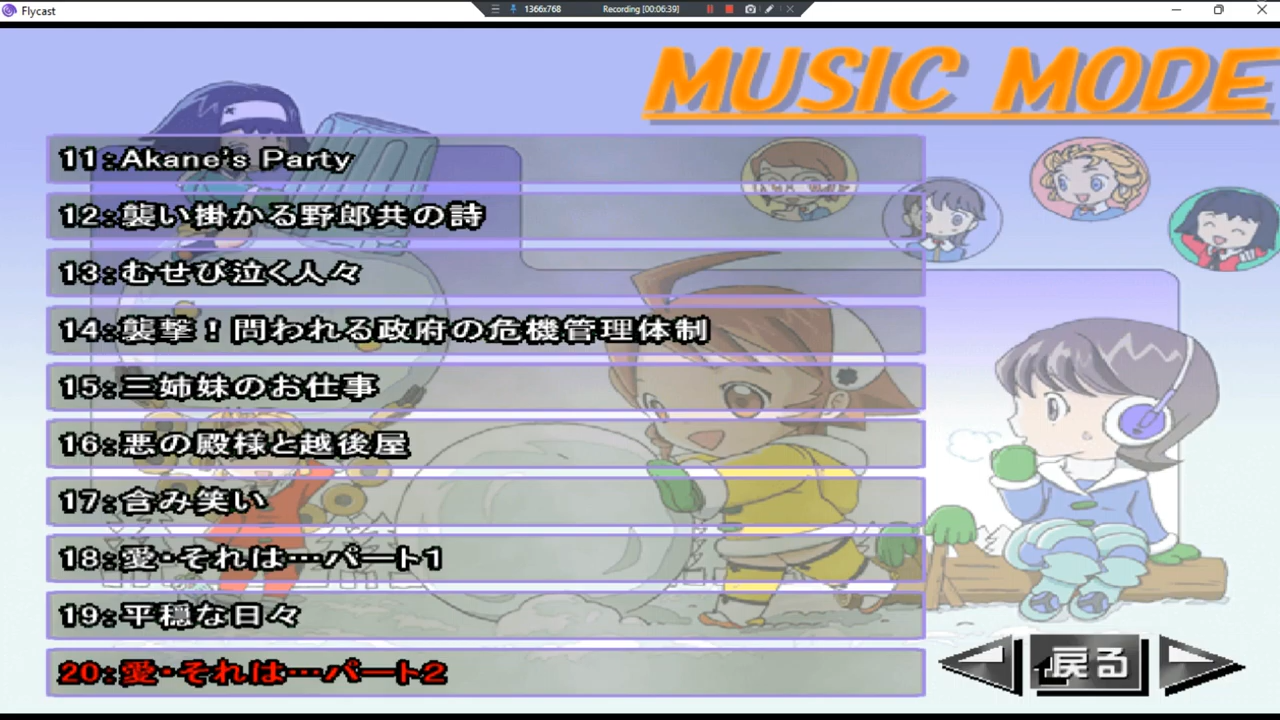 Flycast
1366x768
Recording [00:06:39]
MUSIC MODE
11:Akane's Party
12:襲い掛かる野郎共の詩
13:むせび泣く人々
14:襲撃！問われる政府の危機管理体制
15:三姉妹のお仕事
16:悪の殿様と越後屋
17:含み笑い
18:愛・それは…パート1
19:平穏な日々
20:愛・それは…パート2
戻る